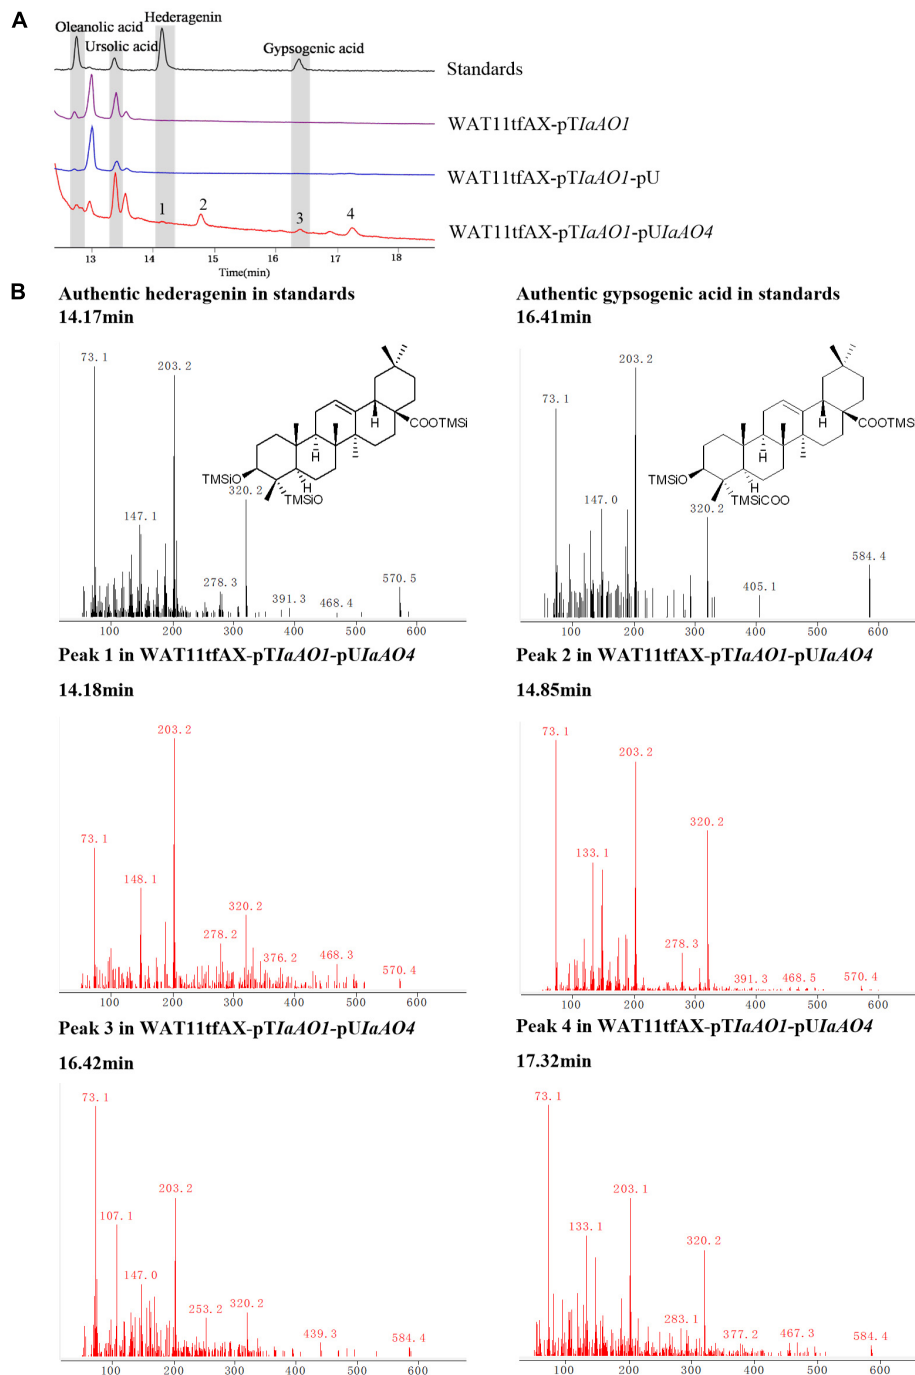 A
Oleanolic acid
Hederagenin
Ursolic acid
Gypsogenic acid
Standards
WAT11tfAX-pTIaAO1
WAT11tfAX-pTIaAO1-pU
1
2
3
4
WAT11tfAX-pTIaAO1-pUIaAO4
13 14 15 16 17 18
Time(min)
B
Authentic hederagenin in standards
14.17min
73.1
203.2
147.1
278.3
320.2
391.3
468.4
570.5
COOTMSi
H
H
H
TMSiO
TMSiO
100 200 300 400 500 600
Authentic gypsogenic acid in standards
16.41min
73.1
203.2
147.0
320.2
405.1
584.4
COOTMSi
H
H
H
TMSiO
TMSiCOO
100 200 300 400 500 600
Peak 1 in WAT11tfAX-pTIaAO1-pUIaAO4
14.18min
203.2
73.1
148.1
320.2
278.2
376.2
468.3
570.4
100 200 300 400 500 600
Peak 2 in WAT11tfAX-pTIaAO1-pUIaAO4
14.85min
73.1
203.2
320.2
133.1
278.3
391.3
468.5
570.4
100 200 300 400 500 600
Peak 3 in WAT11tfAX-pTIaAO1-pUIaAO4
16.42min
73.1
203.2
107.1
147.0
253.2
320.2
439.3
584.4
100 200 300 400 500 600
Peak 4 in WAT11tfAX-pTIaAO1-pUIaAO4
17.32min
73.1
203.1
133.1
320.2
283.1
377.2
467.3
584.4
100 200 300 400 500 600